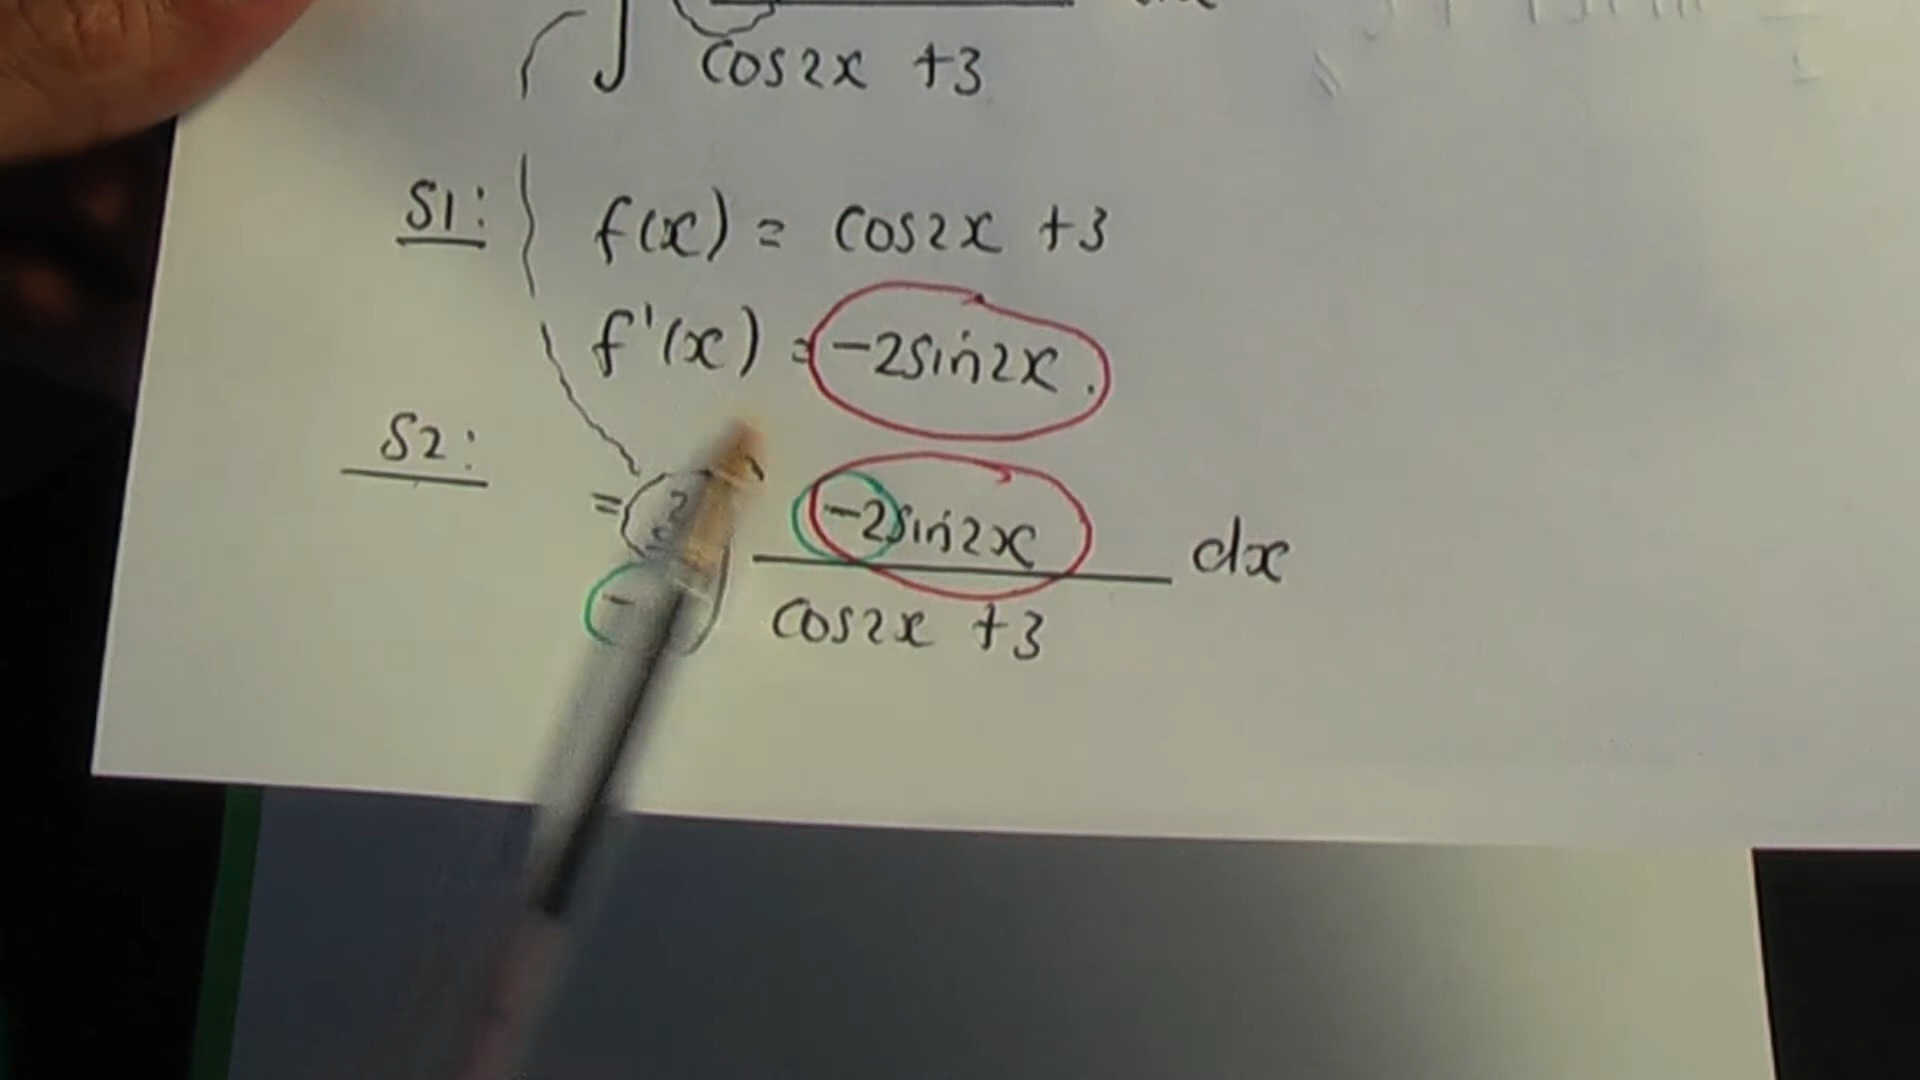 ∫ cos2x +3
S1: f(x) = cos2x +3
f'(x) = -2sin2x.
S2: = -2sin2x dx
- cos2x +3